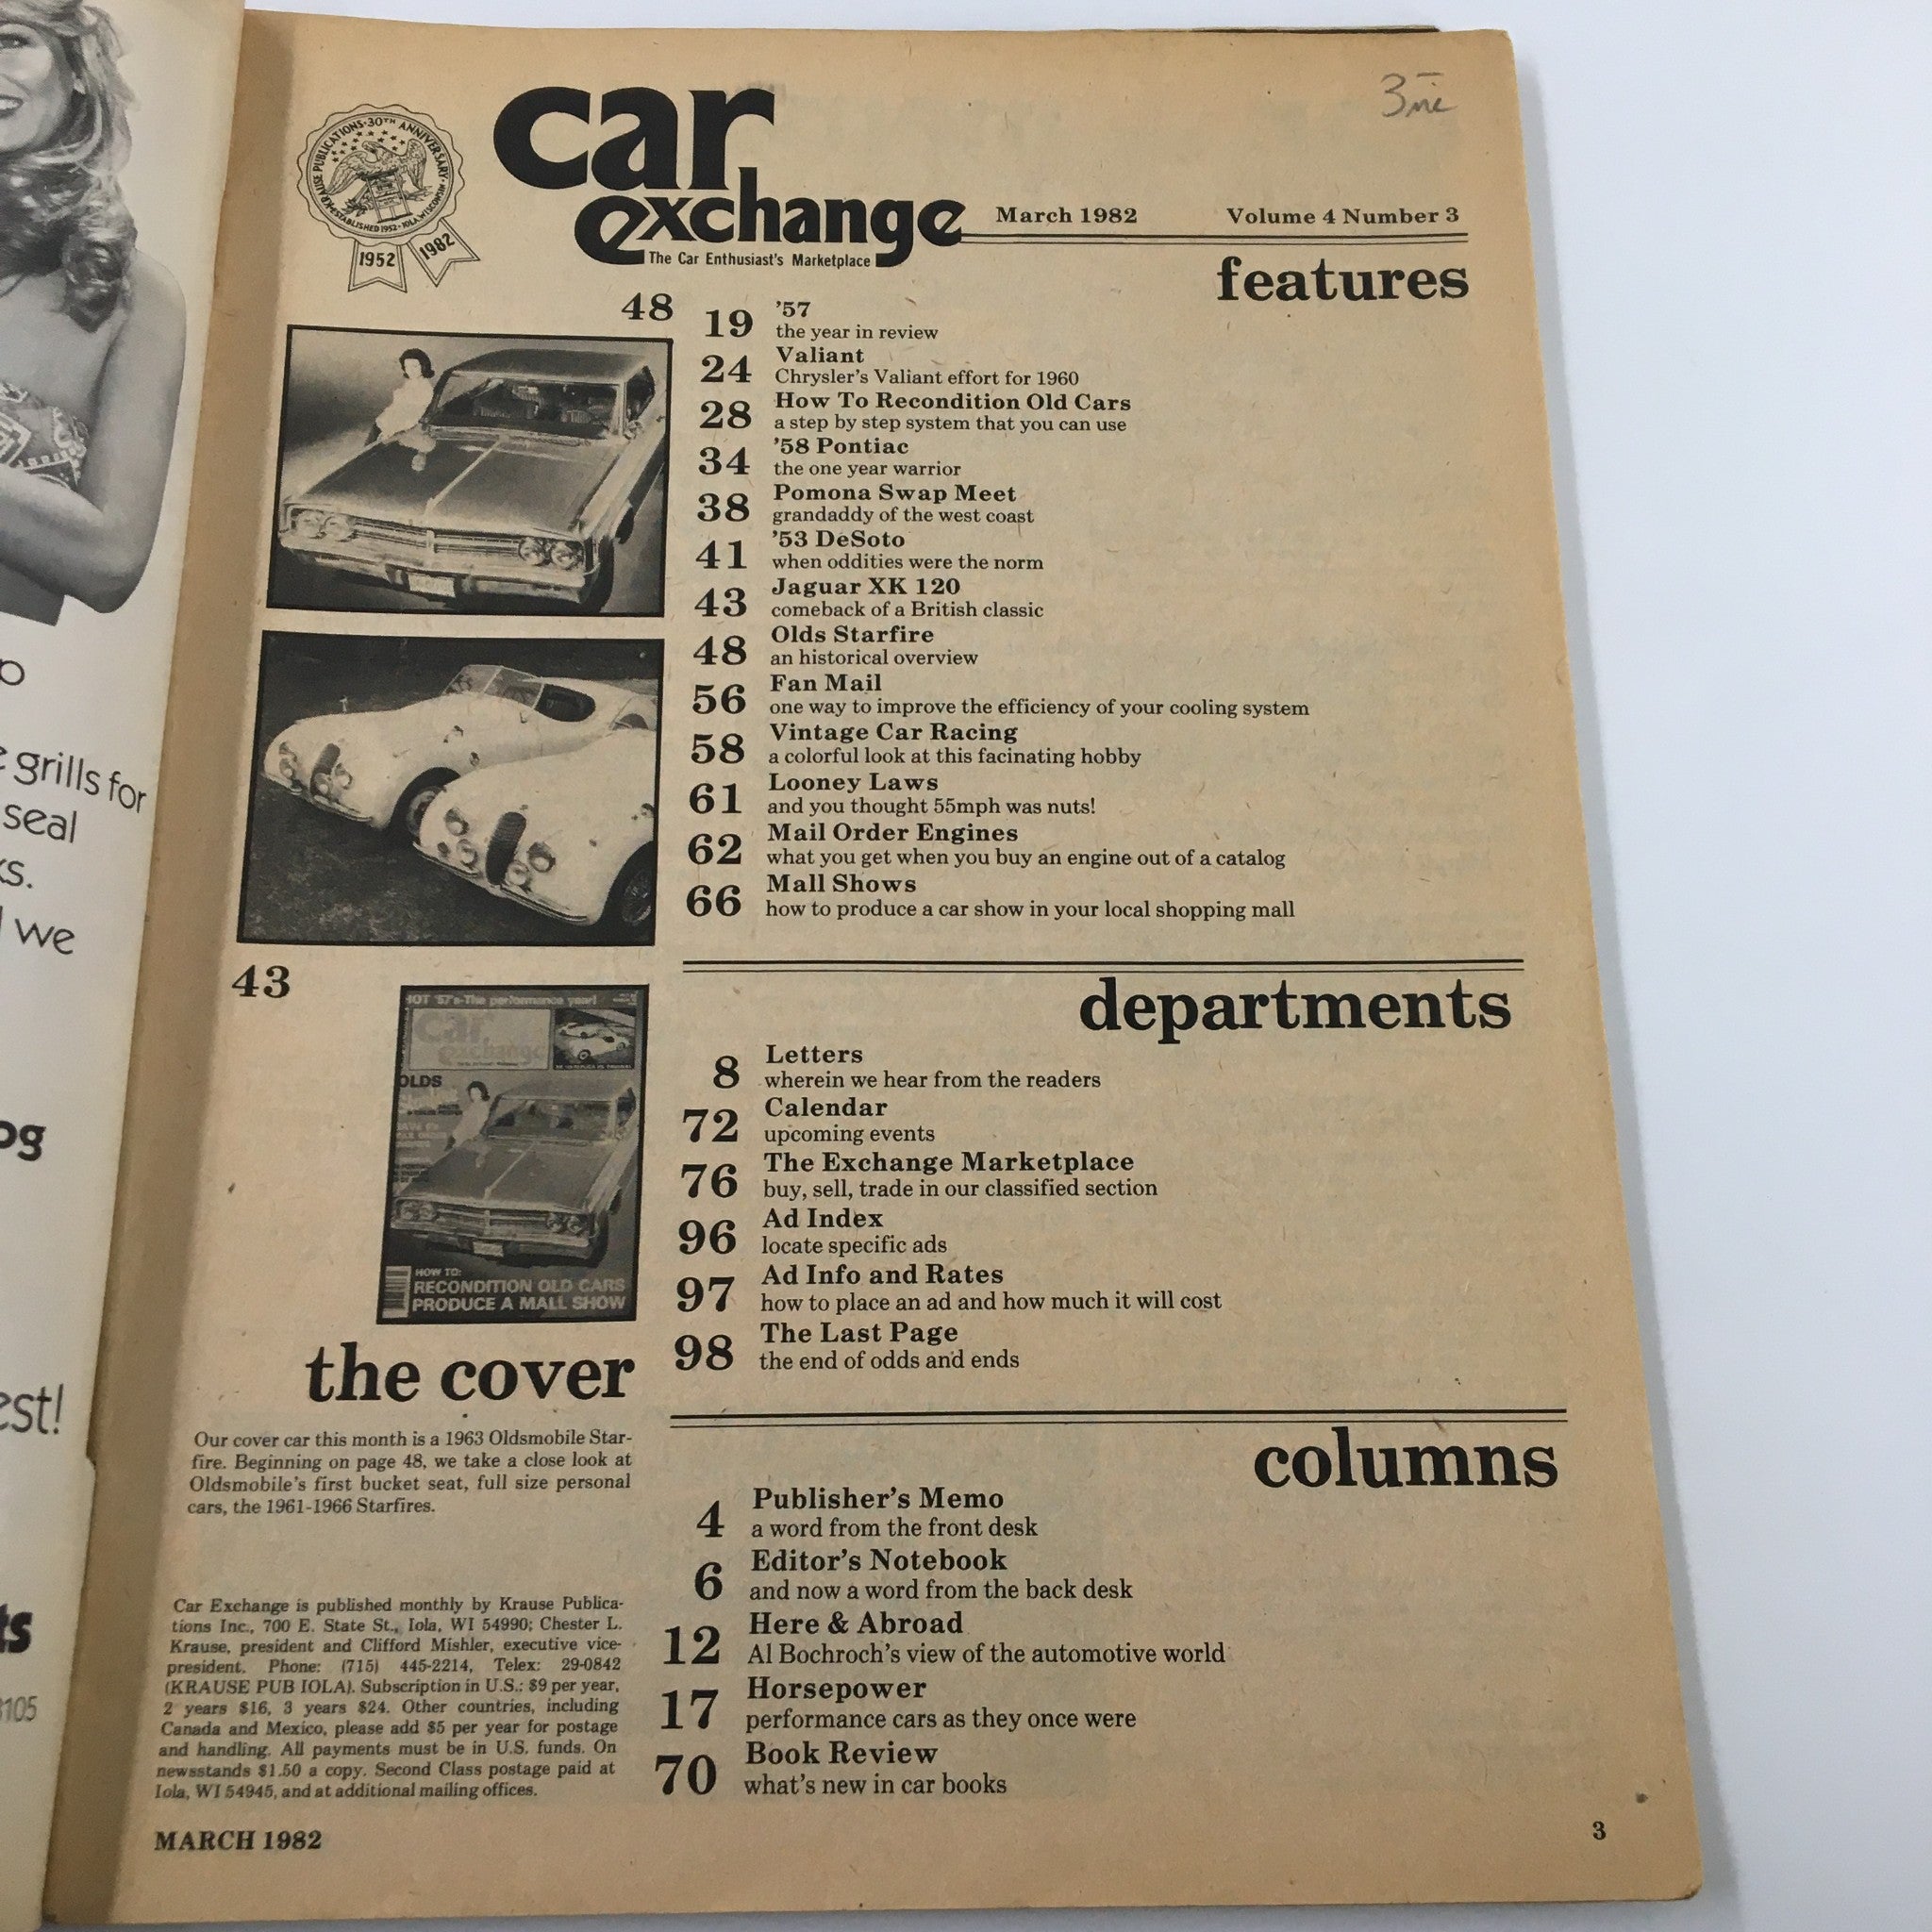 grills for
seal
we
3105
KRAUSE PUBLICATIONS · 30TH ANNIVERSARY
ESTABLISHED 1952 · IOLA, WISCONSIN
1952
1982
car
exchange
The Car Enthusiast's Marketplace
March 1982 Volume 4 Number 3
features
48
19 '57
the year in review
24 Valiant
Chrysler's Valiant effort for 1960
28 How To Recondition Old Cars
a step by step system that you can use
34 '58 Pontiac
the one year warrior
38 Pomona Swap Meet
grandaddy of the west coast
41 '53 DeSoto
when oddities were the norm
43 Jaguar XK 120
comeback of a British classic
48 Olds Starfire
an historical overview
56 Fan Mail
one way to improve the efficiency of your cooling system
58 Vintage Car Racing
a colorful look at this facinating hobby
61 Looney Laws
and you thought 55mph was nuts!
62 Mail Order Engines
what you get when you buy an engine out of a catalog
66 Mall Shows
how to produce a car show in your local shopping mall
43
departments
8 Letters
wherein we hear from the readers
72 Calendar
upcoming events
76 The Exchange Marketplace
buy, sell, trade in our classified section
96 Ad Index
locate specific ads
97 Ad Info and Rates
how to place an ad and how much it will cost
98 The Last Page
the end of odds and ends
HOT '57's-The performance year!
car
exchange
OLDS
HOW TO:
RECONDITION OLD CARS
PRODUCE A MALL SHOW
the cover
Our cover car this month is a 1963 Oldsmobile Star-
fire. Beginning on page 48, we take a close look at
Oldsmobile's first bucket seat, full size personal
cars, the 1961-1966 Starfires.
columns
4 Publisher's Memo
a word from the front desk
6 Editor's Notebook
and now a word from the back desk
12 Here & Abroad
Al Bochroch's view of the automotive world
17 Horsepower
performance cars as they once were
70 Book Review
what's new in car books
Car Exchange is published monthly by Krause Publica-
tions Inc., 700 E. State St., Iola, WI 54990; Chester L.
Krause, president and Clifford Mishler, executive vice-
president. Phone: (715) 445-2214, Telex: 29-0842
(KRAUSE PUB IOLA). Subscription in U.S.: $9 per year,
2 years $16, 3 years $24. Other countries, including
Canada and Mexico, please add $5 per year for postage
and handling. All payments must be in U.S. funds. On
newsstands $1.50 a copy. Second Class postage paid at
Iola, WI 54945, and at additional mailing offices.
MARCH 1982
3